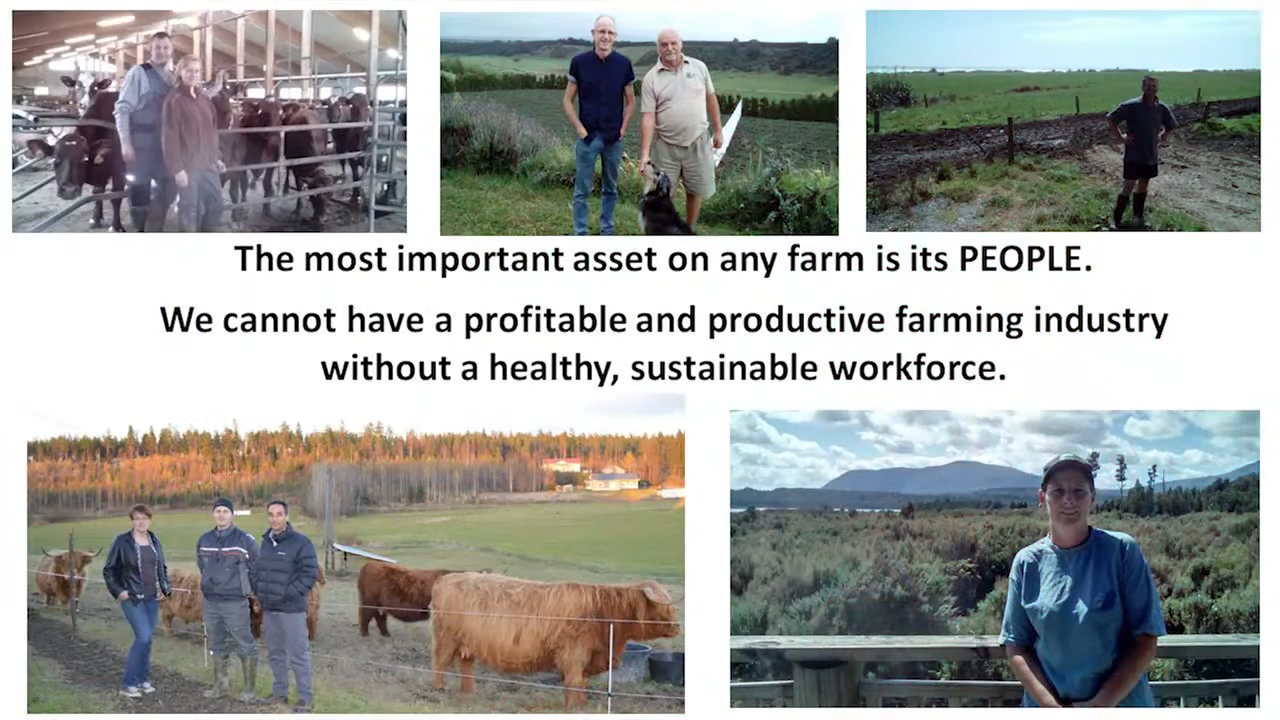 The most important asset on any farm is its PEOPLE.
We cannot have a profitable and productive farming industry
without a healthy, sustainable workforce.